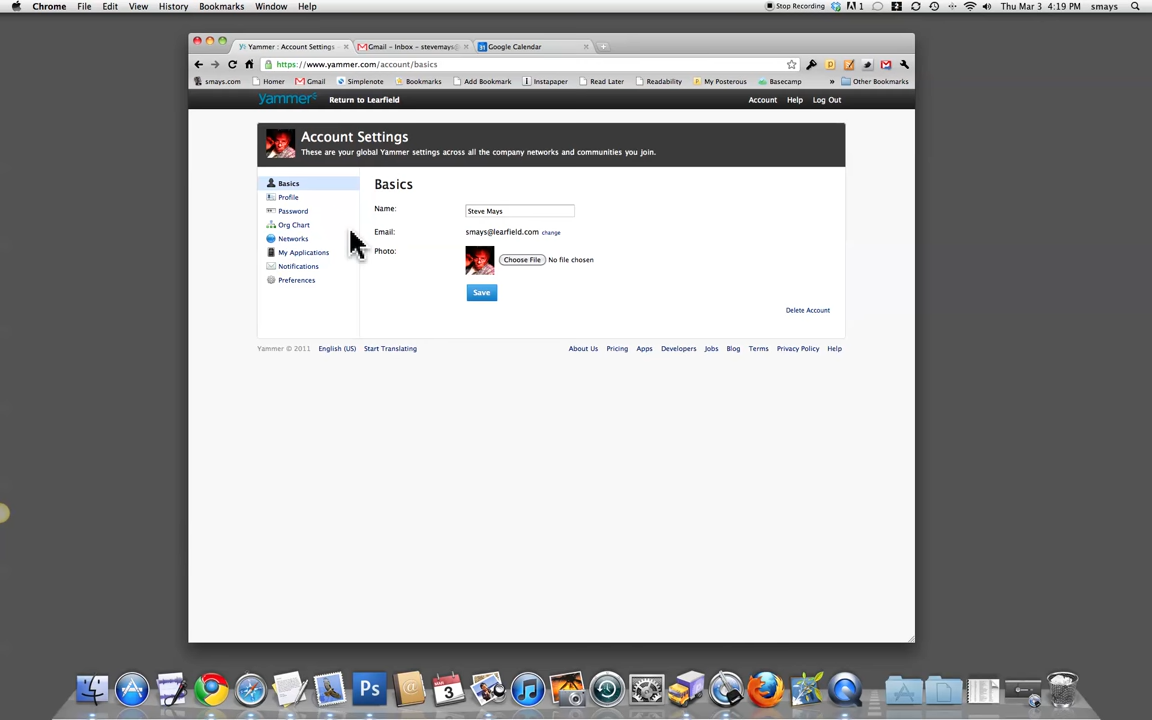 Chrome File Edit View History Bookmarks Window Help Stop Recording 1 Thu Mar 3 4:19 PM smays
Yammer : Account Settings Gmail - Inbox - stevemays@ Google Calendar
https://www.yammer.com/account/basics
smays.com Home Gmail Simplenote Bookmarks Add Bookmark Instapaper Read Later Readability My Posterous Basecamp » Other Bookmarks
yammer Return to Learfield Account Help Log Out
Account Settings
These are your global Yammer settings across all the company networks and communities you join.
Basics
Profile
Password
Org Chart
Networks
My Applications
Notifications
Preferences
Basics
Name: Steve Mays
Email: smays@learfield.com change
Photo: Choose File No file chosen
Save
Delete Account
Yammer © 2011 English (US) Start Translating About Us Pricing Apps Developers Jobs Blog Terms Privacy Policy Help
Ps MAR 3